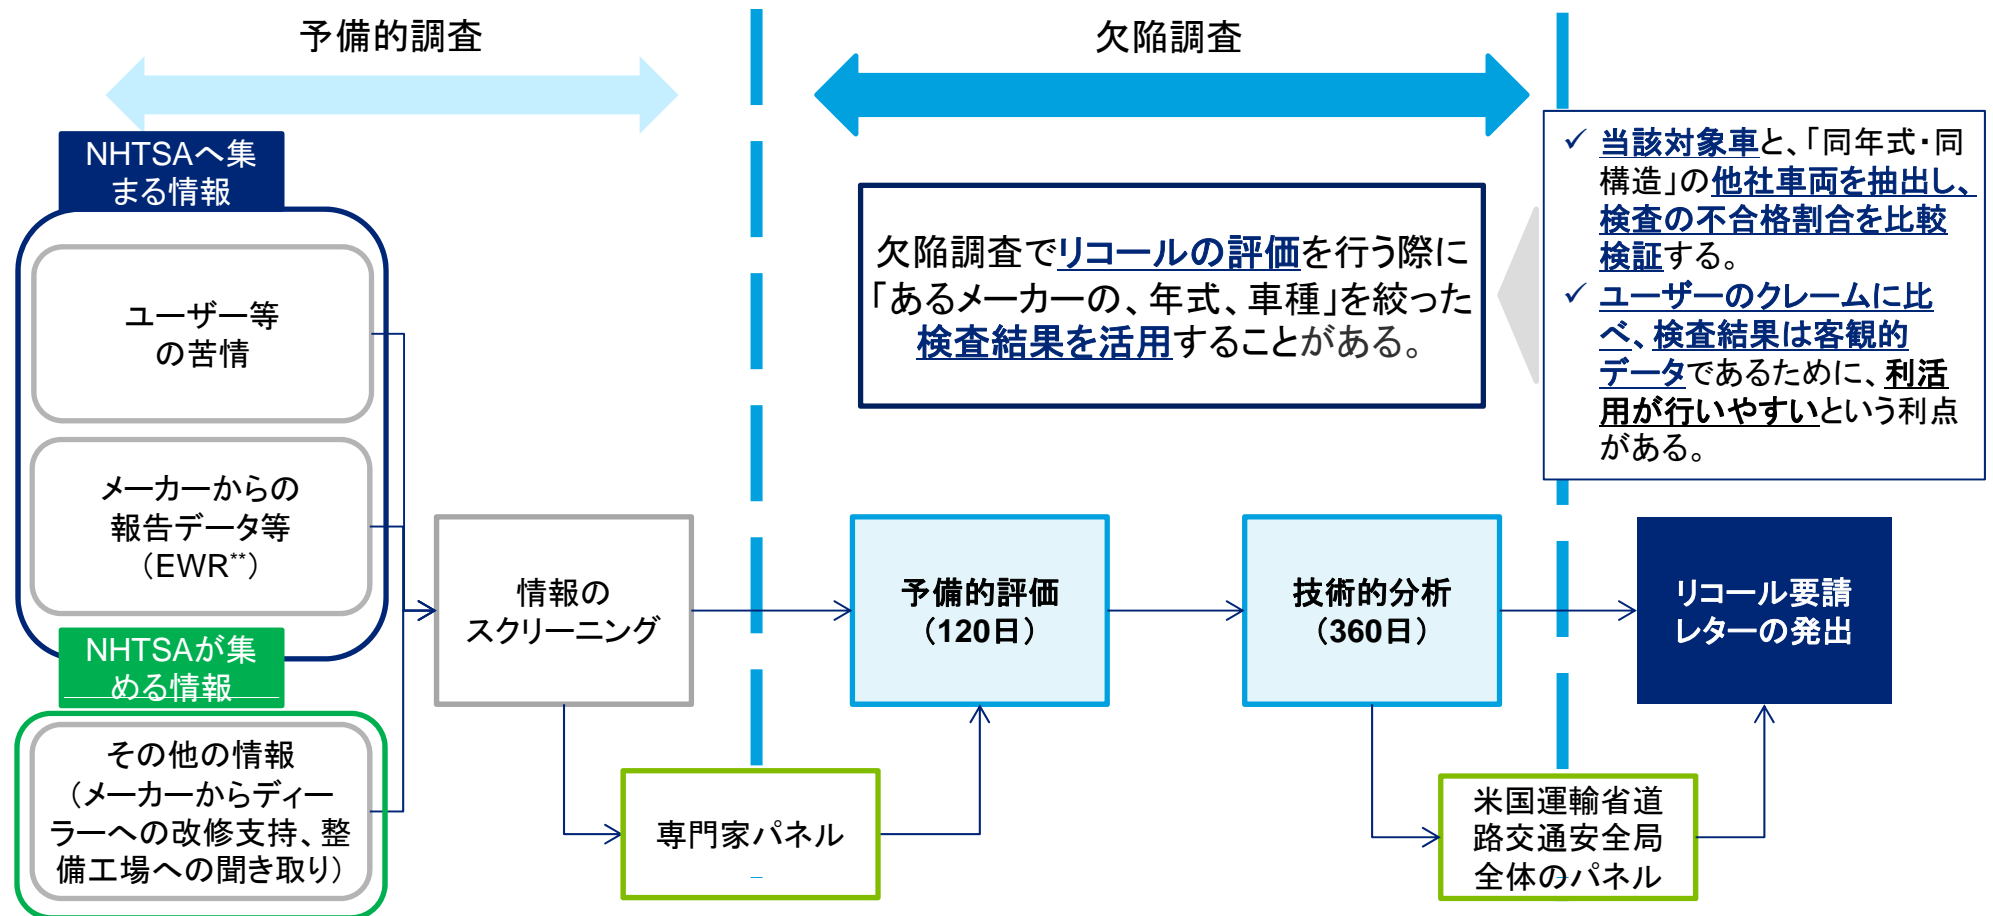 予備的調査
欠陥調査
NHTSAへ集
まる情報
ユーザー等
の苦情
メーカーからの
報告データ等
（EWR**）
NHTSAが集
める情報
その他の情報
（メーカーからディー
ラーへの改修支持、整
備工場への聞き取り）
情報の
スクリーニング
専門家パネル
欠陥調査でリコールの評価を行う際に
「あるメーカーの、年式、車種」を絞った
検査結果を活用することがある。
✓ 当該対象車と、「同年式・同
構造」の他社車両を抽出し、
検査の不合格割合を比較
検証する。
✓ ユーザーのクレームに比
べ、検査結果は客観的
データであるために、利活
用が行いやすいという利点
がある。
予備的評価
（120日）
技術的分析
（360日）
米国運輸省道
路交通安全局
全体のパネル
リコール要請
レターの発出